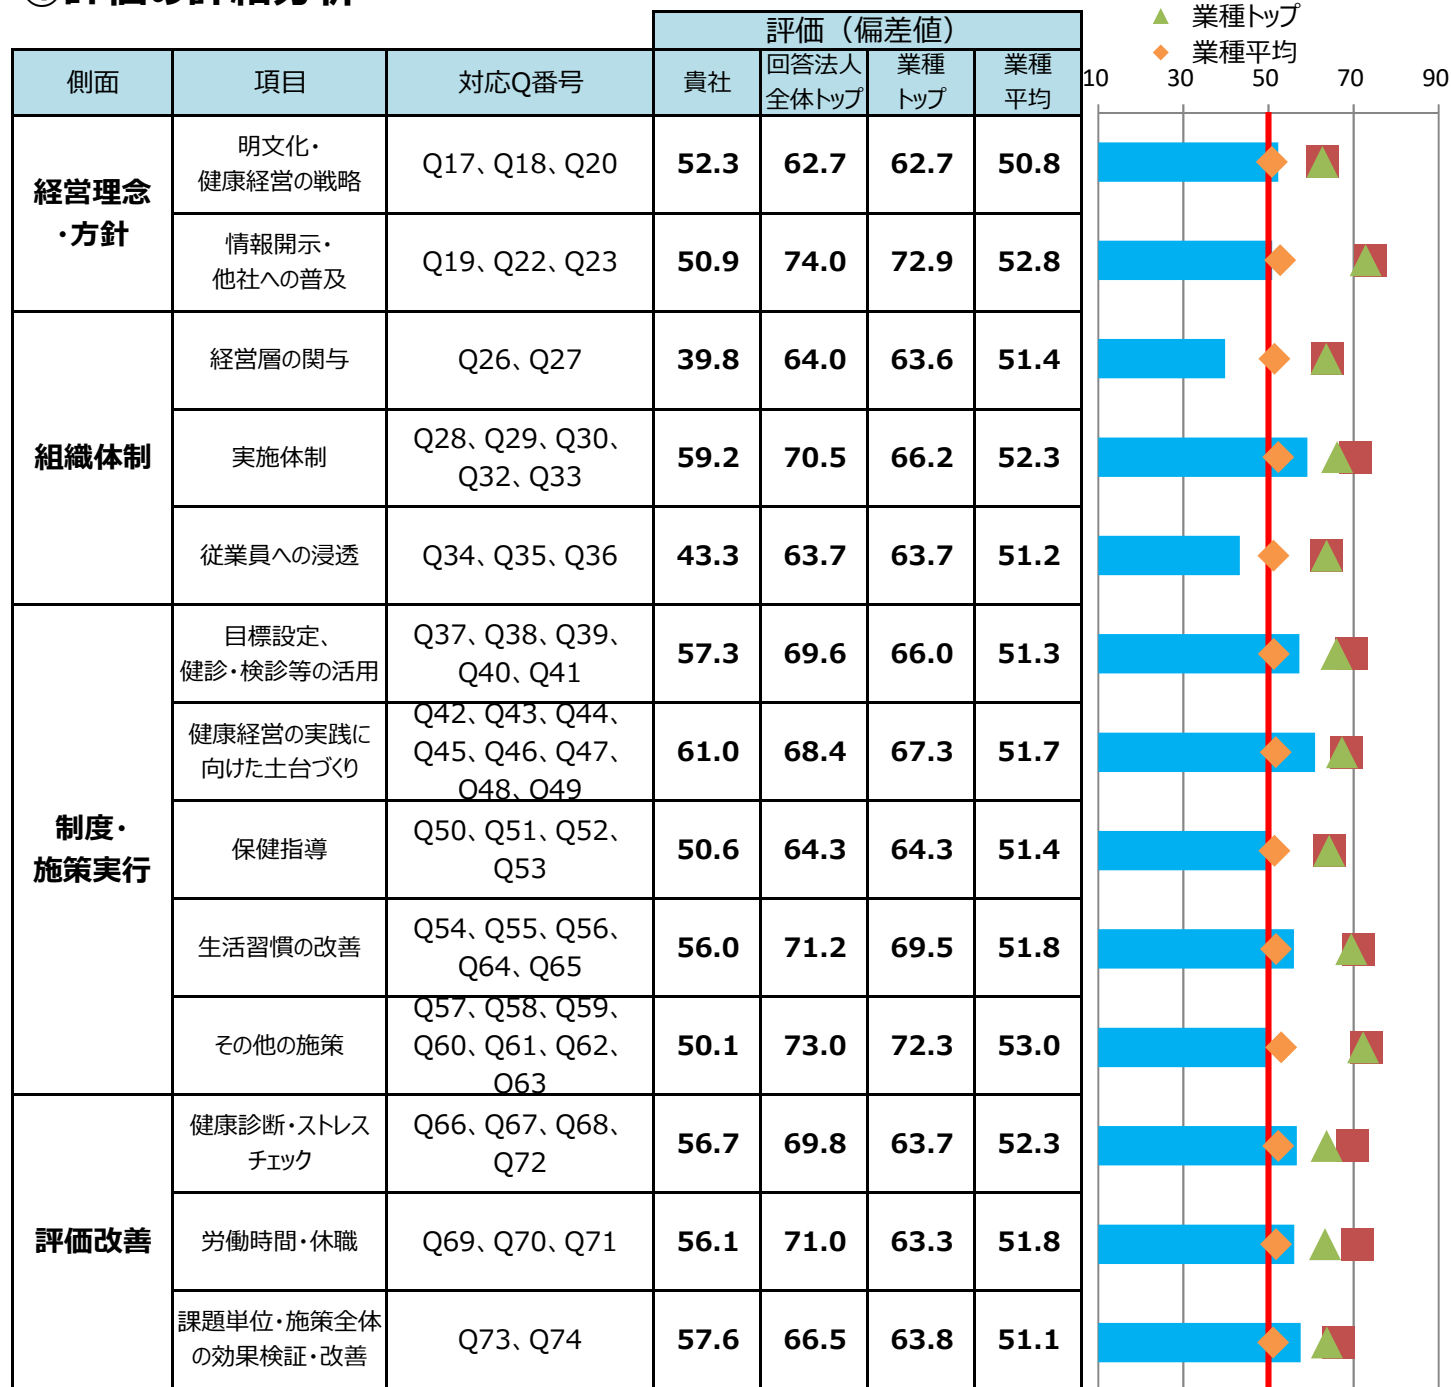 ①評価の詳細分析
▲ 業種トップ
◆ 業種平均
評価（偏差値）
側面 項目 対応Q番号 貴社 回答法人全体トップ 業種トップ 業種平均
10 30 50 70 90
経営理念・方針
明文化・健康経営の戦略 Q17、Q18、Q20 52.3 62.7 62.7 50.8
情報開示・他社への普及 Q19、Q22、Q23 50.9 74.0 72.9 52.8
組織体制
経営層の関与 Q26、Q27 39.8 64.0 63.6 51.4
実施体制 Q28、Q29、Q30、Q32、Q33 59.2 70.5 66.2 52.3
従業員への浸透 Q34、Q35、Q36 43.3 63.7 63.7 51.2
制度・施策実行
目標設定、健診・検診等の活用 Q37、Q38、Q39、Q40、Q41 57.3 69.6 66.0 51.3
健康経営の実践に向けた土台づくり Q42、Q43、Q44、Q45、Q46、Q47、Q48、Q49 61.0 68.4 67.3 51.7
保健指導 Q50、Q51、Q52、Q53 50.6 64.3 64.3 51.4
生活習慣の改善 Q54、Q55、Q56、Q64、Q65 56.0 71.2 69.5 51.8
その他の施策 Q57、Q58、Q59、Q60、Q61、Q62、Q63 50.1 73.0 72.3 53.0
評価改善
健康診断・ストレスチェック Q66、Q67、Q68、Q72 56.7 69.8 63.7 52.3
労働時間・休職 Q69、Q70、Q71 56.1 71.0 63.3 51.8
課題単位・施策全体の効果検証・改善 Q73、Q74 57.6 66.5 63.8 51.1